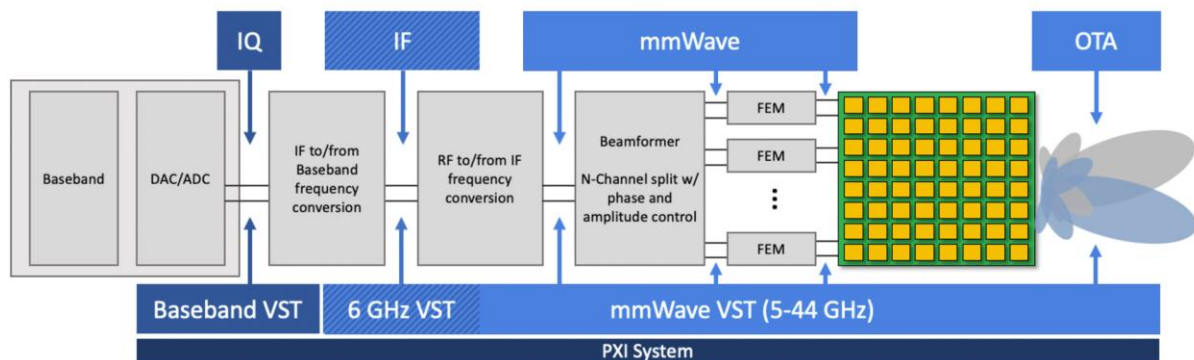 IQ
IF
mmWave
OTA
Baseband
DAC/ADC
IF to/from
Baseband
frequency
conversion
RF to/from IF
frequency
conversion
Beamformer
N-Channel split w/
phase and
amplitude control
FEM
FEM
FEM
Baseband VST
6 GHz VST
mmWave VST (5-44 GHz)
PXI System